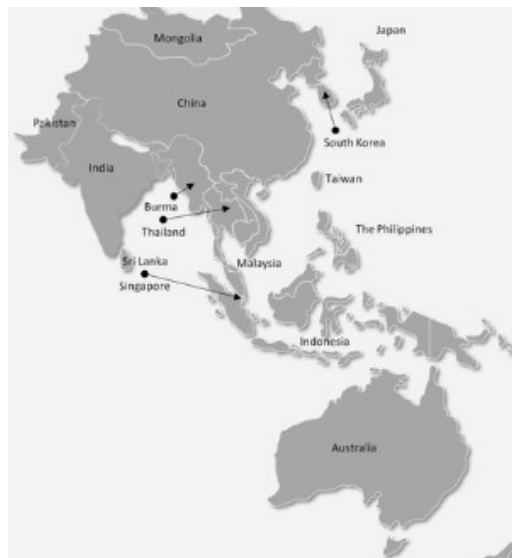 Japan
Mongolia
China
Pakistan
South Korea
India
Taiwan
Burma
Thailand
The Philippines
Sri Lanka
Malaysia
Singapore
Indonesia
Australia